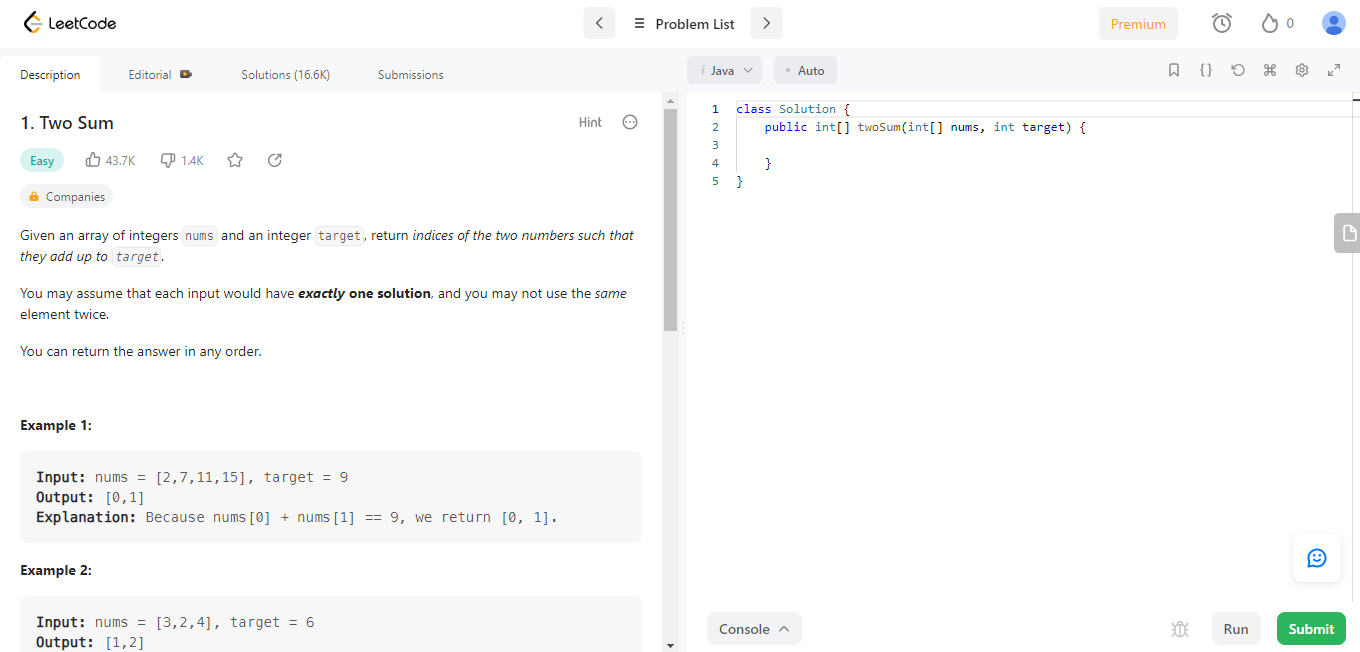 LeetCode
Problem List
Premium
0
Description
Editorial
Solutions (16.6K)
Submissions
i Java
Auto
1. Two Sum
Hint
Easy
43.7K
1.4K
Companies
Given an array of integers nums and an integer target, return indices of the two numbers such that
they add up to target.
You may assume that each input would have exactly one solution, and you may not use the same
element twice.
You can return the answer in any order.
Example 1:
Input: nums = [2,7,11,15], target = 9
Output: [0,1]
Explanation: Because nums[0] + nums[1] == 9, we return [0, 1].
Example 2:
Input: nums = [3,2,4], target = 6
Output: [1,2]
1 class Solution {
2     public int[] twoSum(int[] nums, int target) {
3
4     }
5 }
Console
Run
Submit